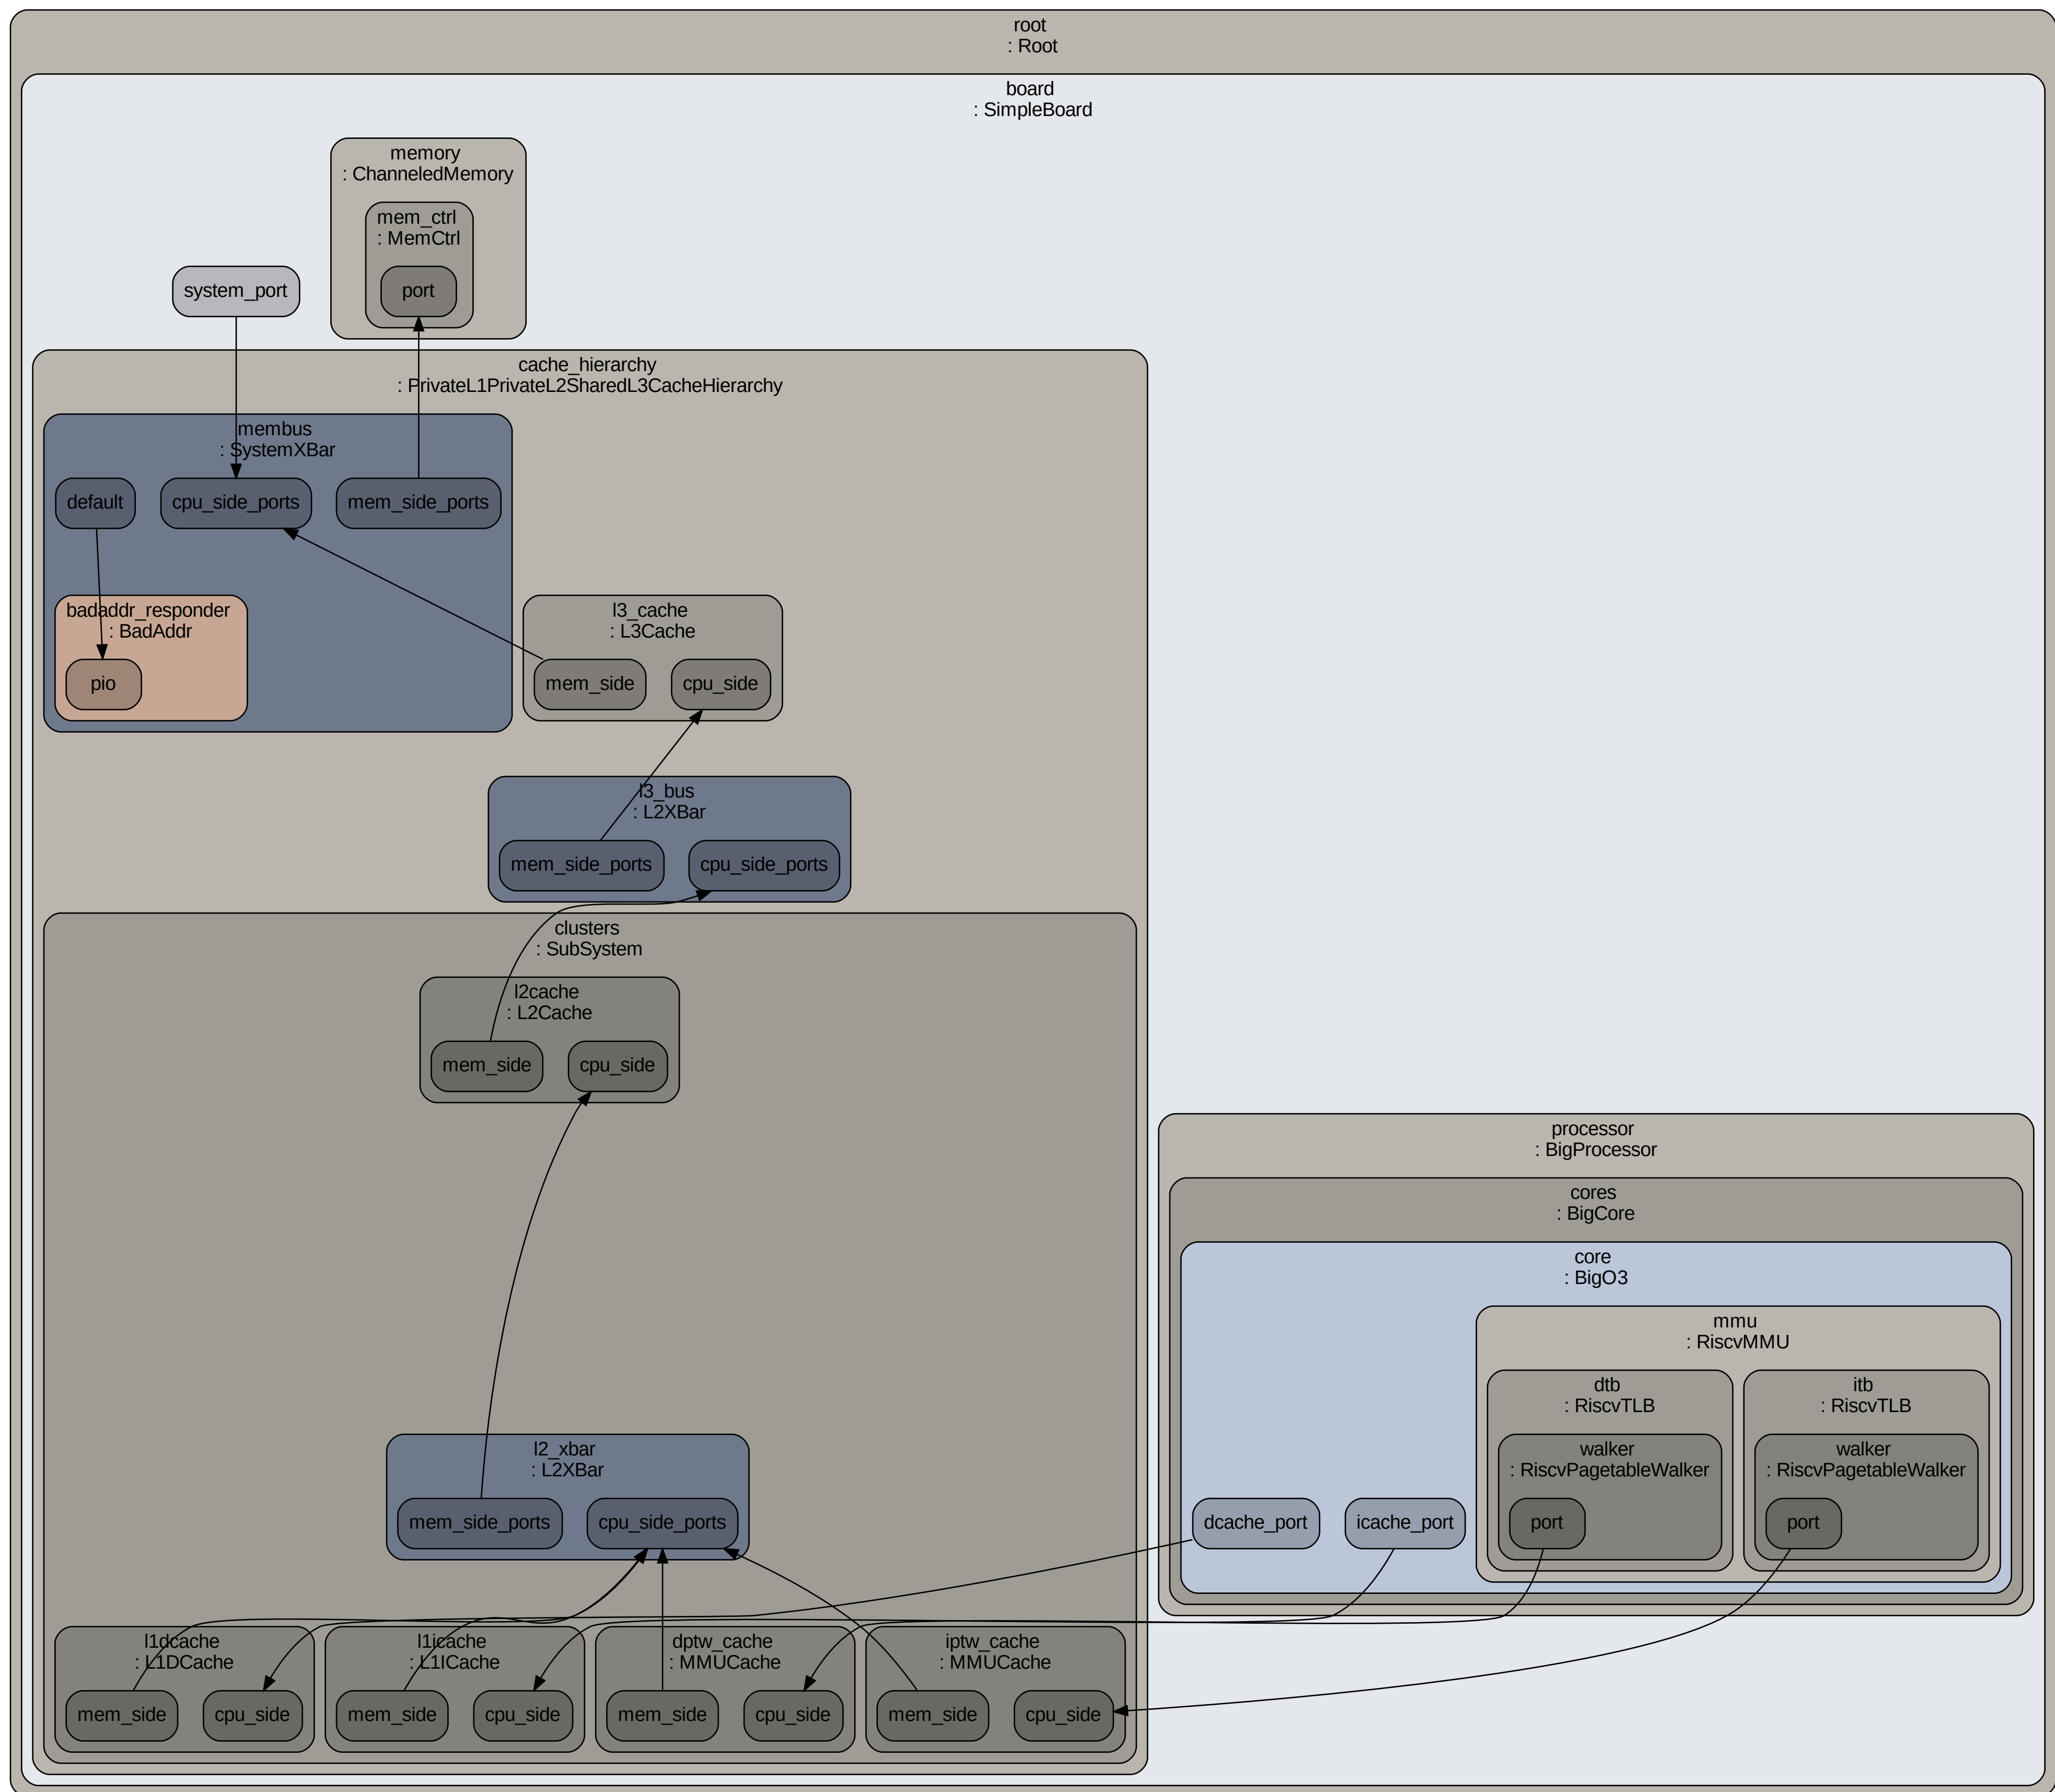 root
: Root
board
: SimpleBoard
memory
: ChanneledMemory
mem_ctrl
: MemCtrl
system_port
port
cache_hierarchy
: PrivateL1PrivateL2SharedL3CacheHierarchy
membus
: SystemXBar
default
cpu_side_ports
mem_side_ports
badaddr_responder
: BadAddr
pio
l3_cache
: L3Cache
mem_side
cpu_side
l3_bus
: L2XBar
mem_side_ports
cpu_side_ports
clusters
: SubSystem
l2cache
: L2Cache
mem_side
cpu_side
l2_xbar
: L2XBar
mem_side_ports
cpu_side_ports
l1dcache
: L1DCache
mem_side
cpu_side
l1icache
: L1ICache
mem_side
cpu_side
dptw_cache
: MMUCache
mem_side
cpu_side
iptw_cache
: MMUCache
mem_side
cpu_side
processor
: BigProcessor
cores
: BigCore
core
: BigO3
mmu
: RiscvMMU
dtb
: RiscvTLB
walker
: RiscvPagetableWalker
port
itb
: RiscvTLB
walker
: RiscvPagetableWalker
port
dcache_port
icache_port